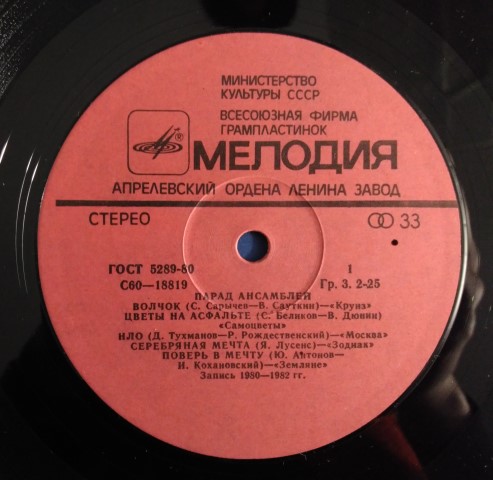 МИНИСТЕРСТВО
КУЛЬТУРЫ СССР
ВСЕСОЮЗНАЯ ФИРМА
ГРАМПЛАСТИНОК
МЕЛОДИЯ
АПРЕЛЕВСКИЙ ОРДЕНА ЛЕНИНА ЗАВОД
СТЕРЕО 33
ГОСТ 5289-80 1
С60—18819 Гр. 3. 2-25
ПАРАД АНСАМБЛЕЙ
ВОЛЧОК (С. Сарычев—В. Сауткин)—«Круиз»
ЦВЕТЫ НА АСФАЛЬТЕ (С. Беликов—В. Дюнин)
«Самоцветы»
НЛО (Д. Тухманов—Р. Рождественский)—«Москва»
СЕРЕБРЯНАЯ МЕЧТА (Я. Лусенс)—«Зодиак»
ПОВЕРЬ В МЕЧТУ (Ю. Антонов—
И. Кохановский)—«Земляне»
Запись 1980—1982 гг.